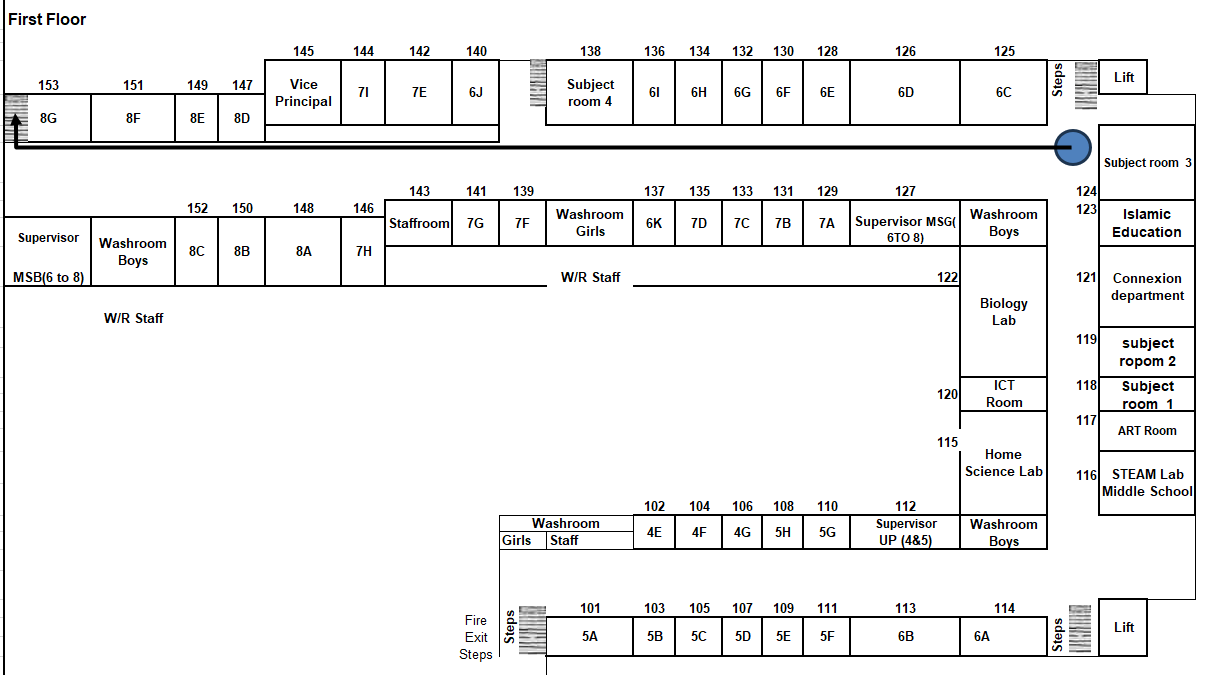 First Floor
145 144 142 140 138 136 134 132 130 128 126 125
153 151 149 147
Vice
Principal
7I 7E 6J
Subject
room 4
6I 6H 6G 6F 6E 6D 6C
Steps
Lift
8G 8F 8E 8D
Subject room 3
143 141 139 137 135 133 131 129 127 124
152 150 148 146
123
Staffroom 7G 7F
Washroom
Girls
6K 7D 7C 7B 7A
Supervisor MSG(
6TO 8)
Washroom
Boys
Islamic
Education
Supervisor
MSB(6 to 8)
Washroom
Boys
8C 8B 8A 7H
W/R Staff
122
121
Connexion
department
Biology
Lab
W/R Staff
119
subject
ropom 2
120
ICT
Room
118
Subject
room 1
117
ART Room
115
Home
Science Lab
116
STEAM Lab
Middle School
102 104 106 108 110 112
Washroom
Girls Staff
4E 4F 4G 5H 5G
Supervisor
UP (4&5)
Washroom
Boys
101 103 105 107 109 111 113 114
Fire
Exit
Steps
Steps
5A 5B 5C 5D 5E 5F 6B 6A
Steps
Lift